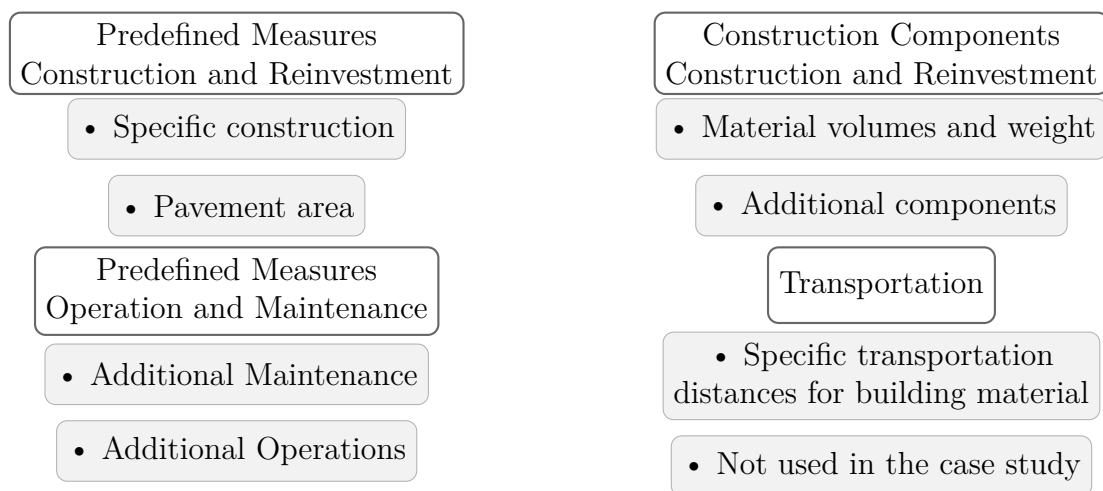 Predefined Measures
Construction and Reinvestment
• Specific construction
• Pavement area
Predefined Measures
Operation and Maintenance
• Additional Maintenance
• Additional Operations
Construction Components
Construction and Reinvestment
• Material volumes and weight
• Additional components
Transportation
• Specific transportation
distances for building material
• Not used in the case study